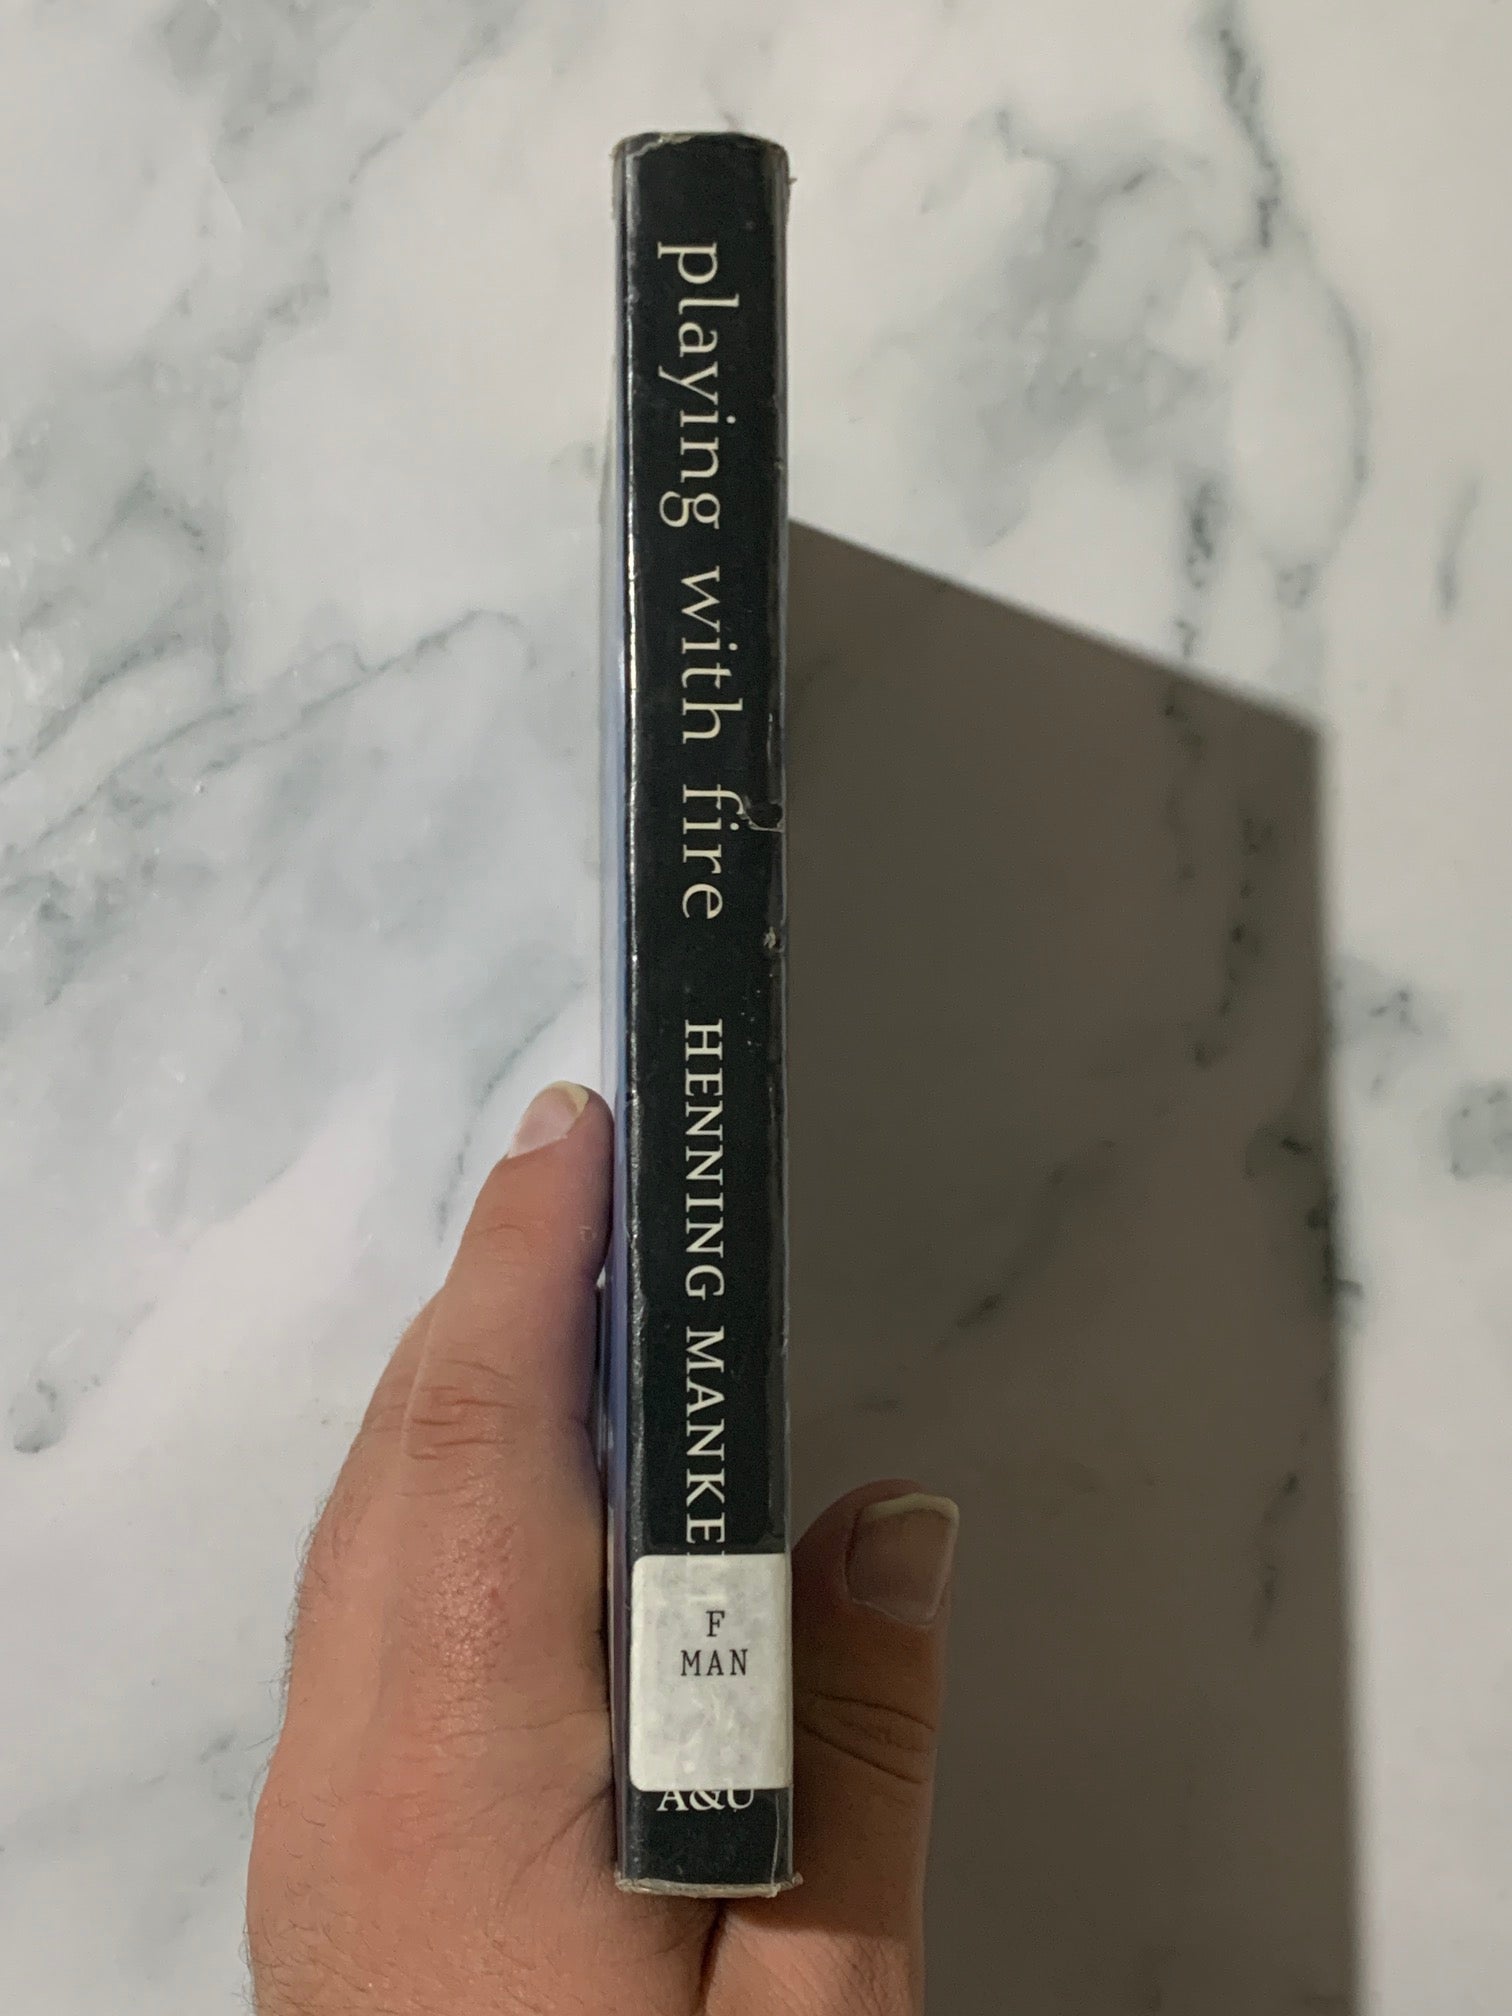 playing with fire HENNING MANKE
F
MAN
A&U